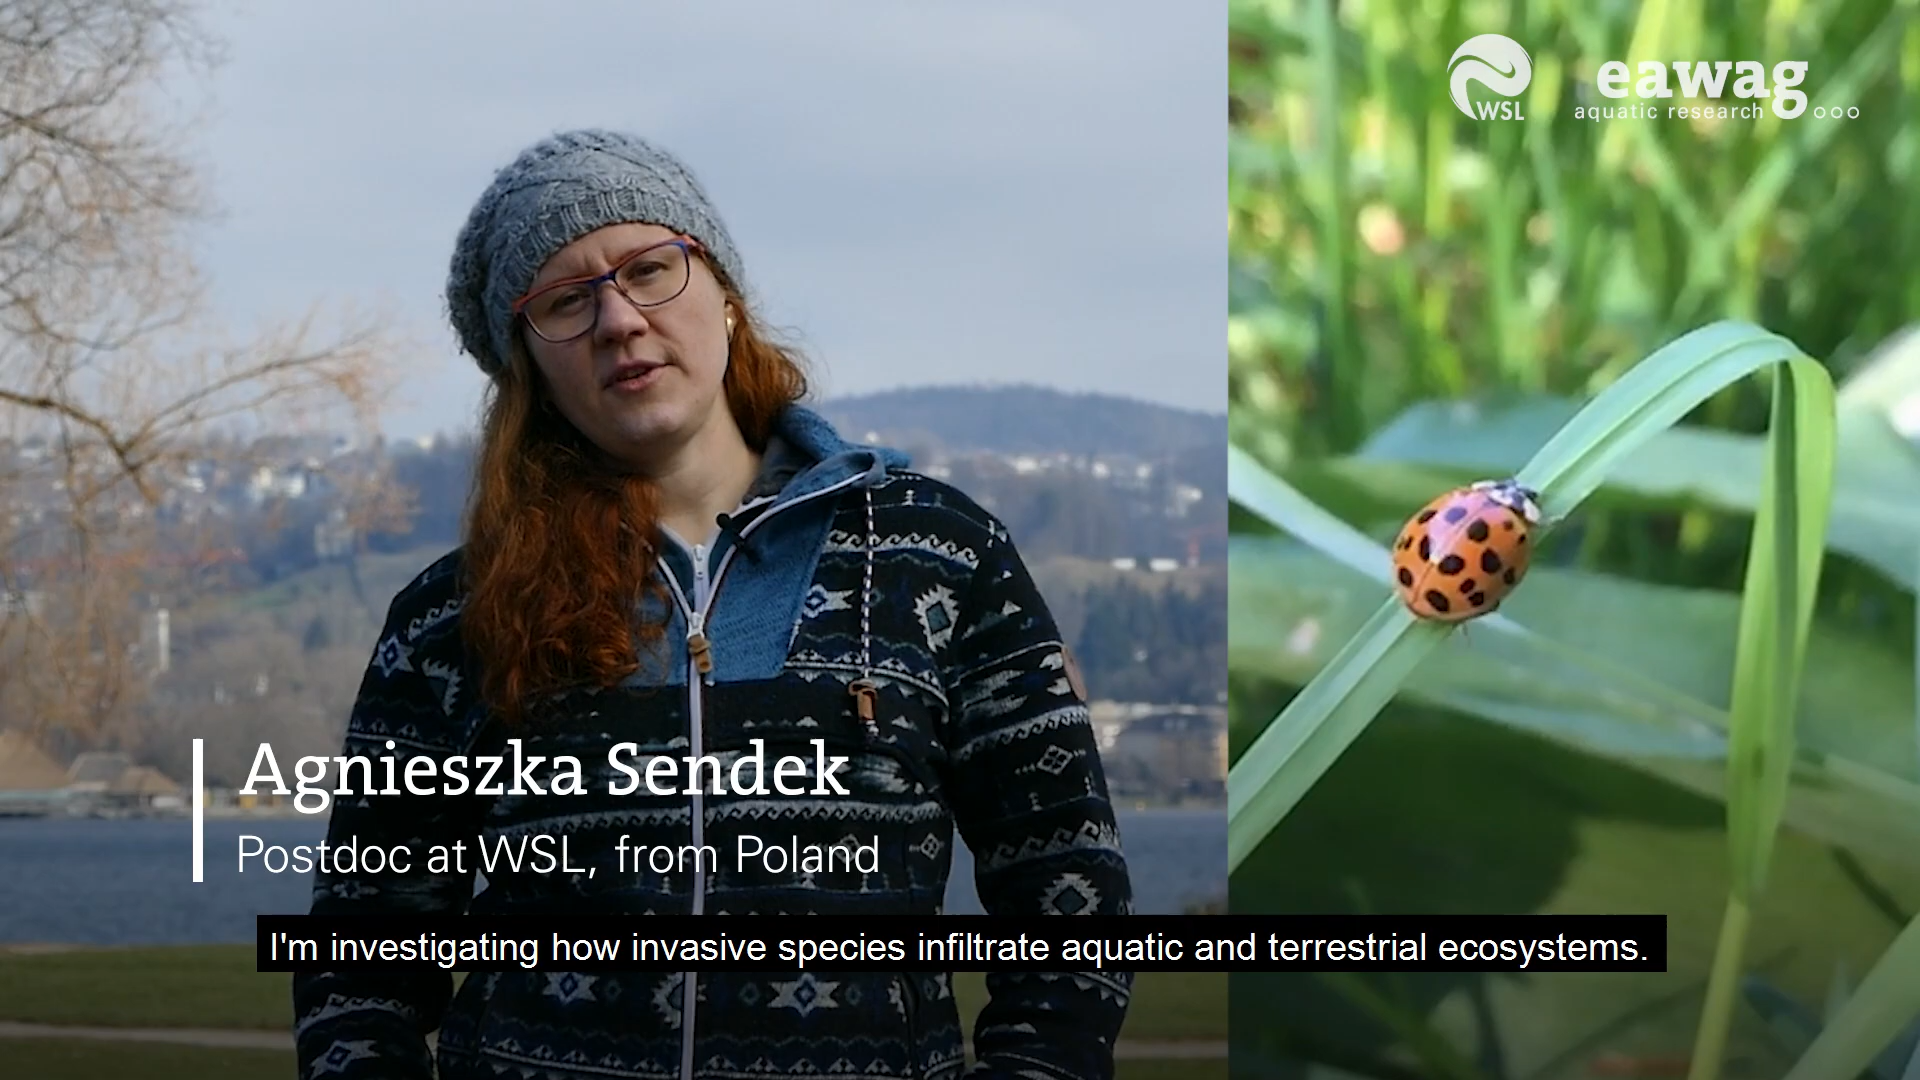 WSL
eawag
aquatic research
Agnieszka Sendek
Postdoc at WSL, from Poland
I'm investigating how invasive species infiltrate aquatic and terrestrial ecosystems.